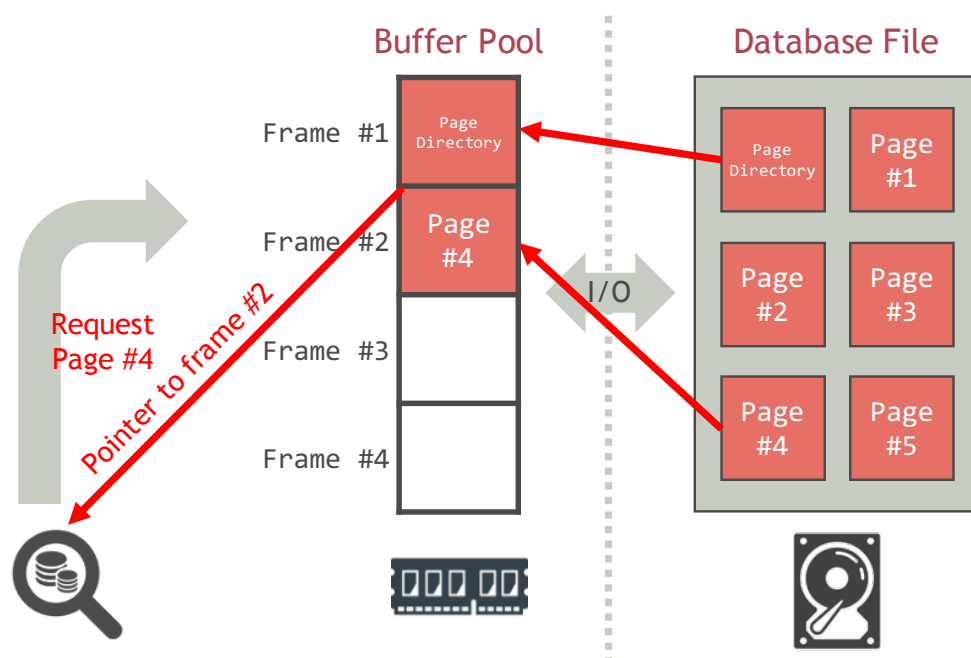 Buffer Pool
Database File
Frame #1
Page
Directory
Page
Directory
Page
#1
Frame #2
Page
#4
I/O
Page
#2
Page
#3
Request
Page #4
Pointer to frame #2
Frame #3
Frame #4
Page
#4
Page
#5